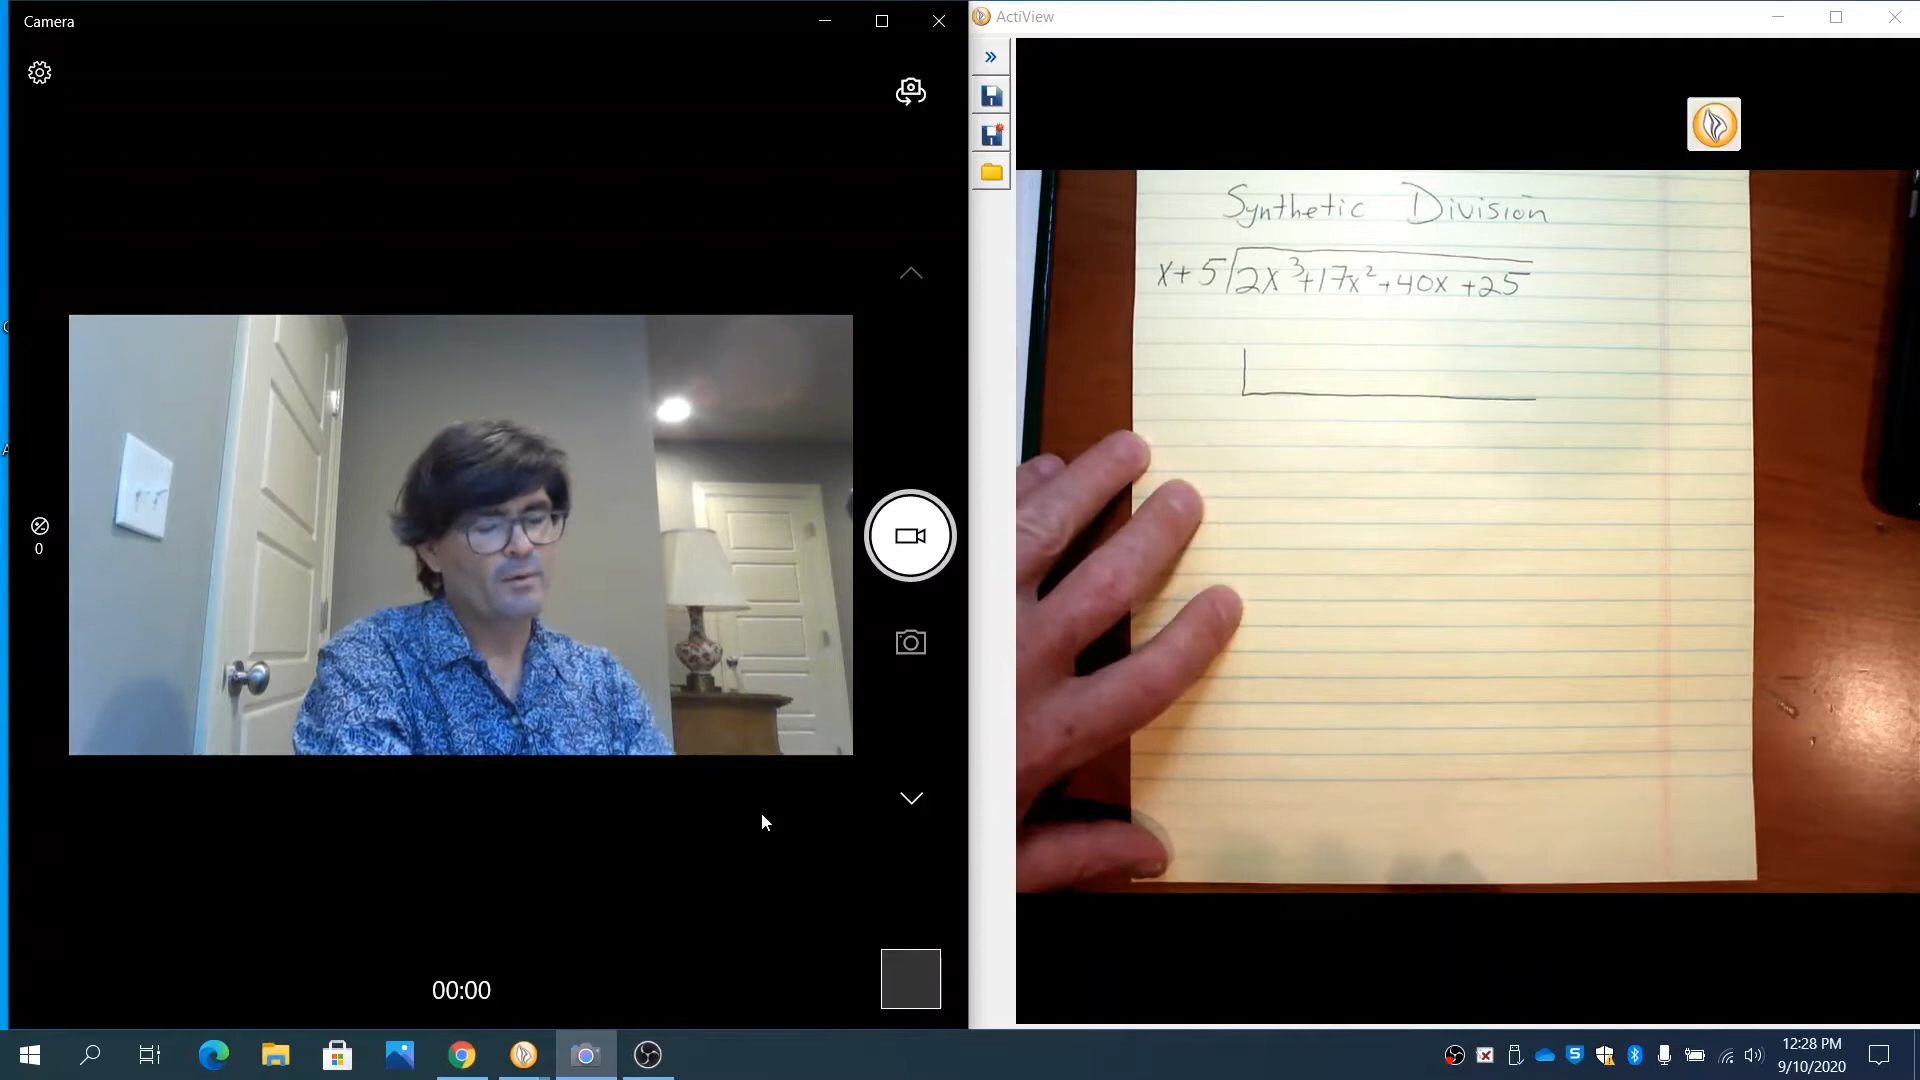 Camera
ActiView
Synthetic Division
x+5 2x³+17x²+40x+25
0
00:00
12:28 PM
9/10/2020